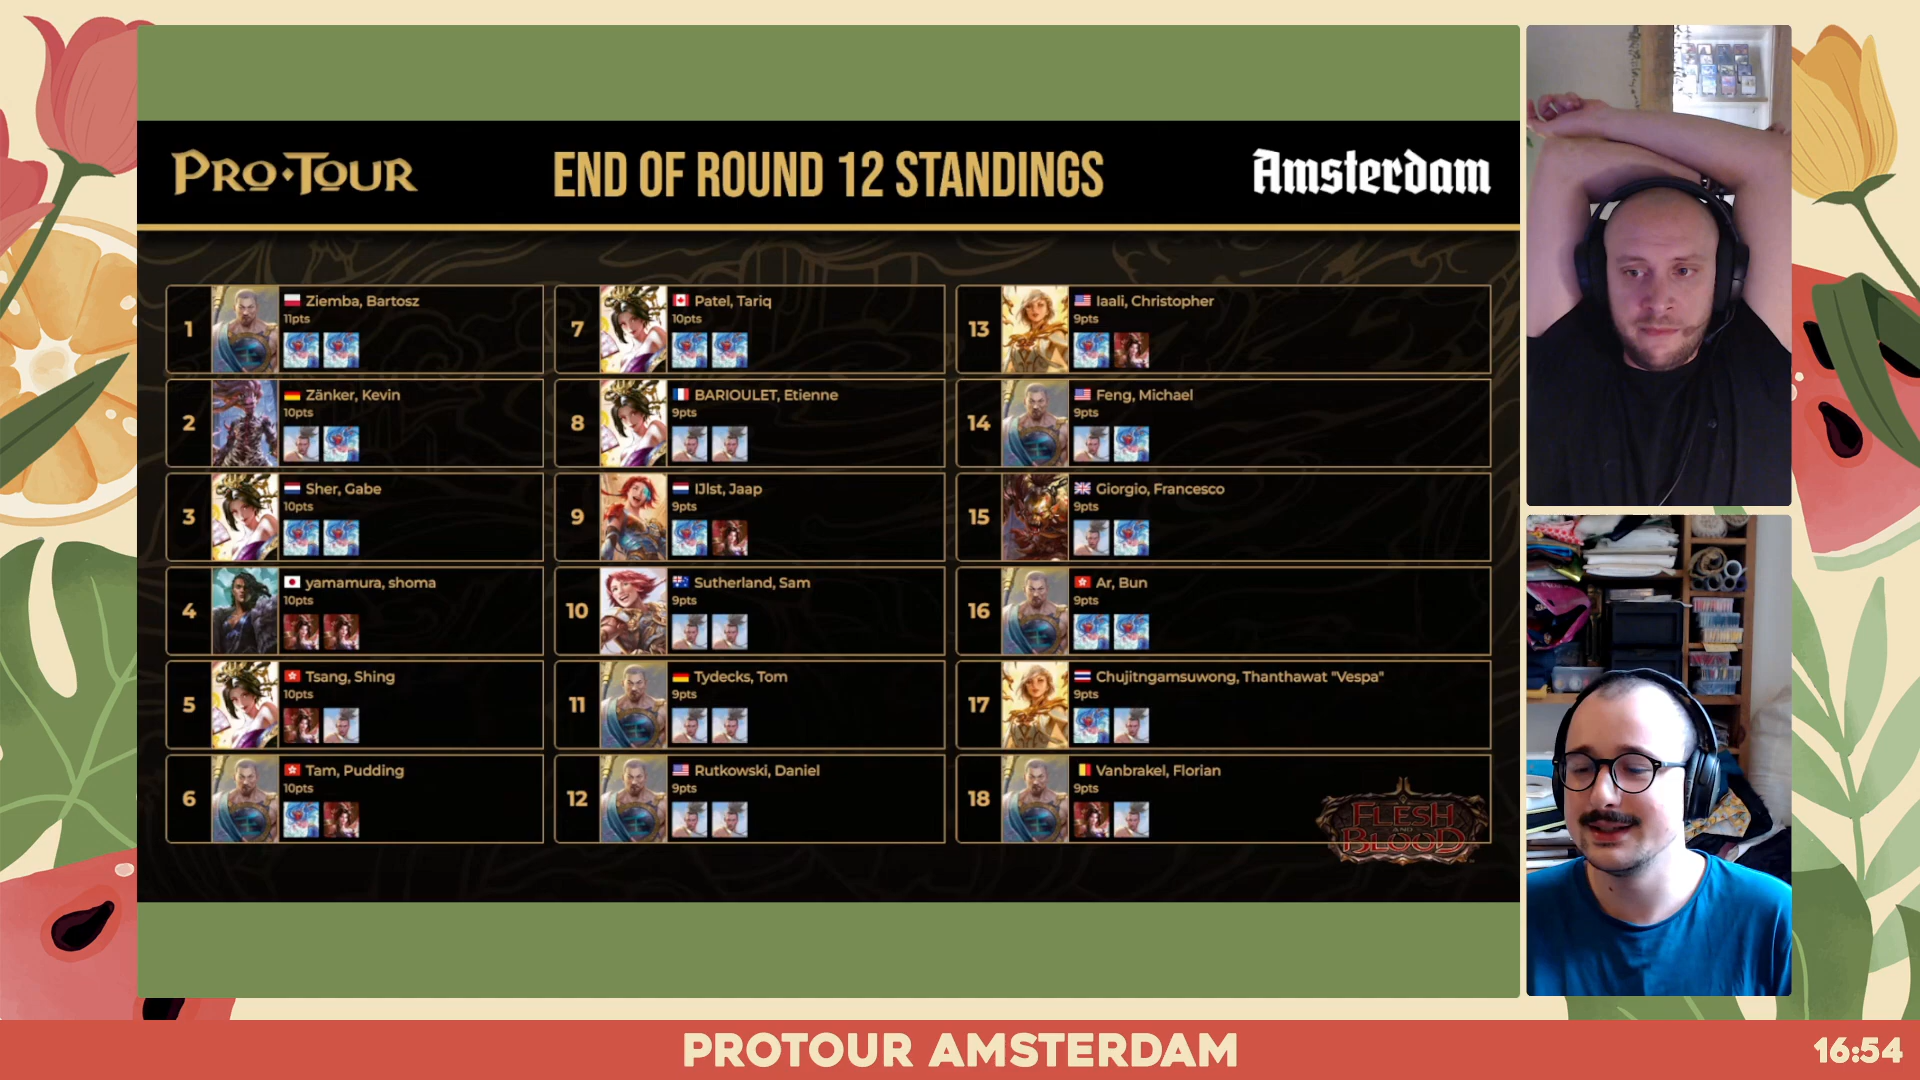 PRO·TOUR
END OF ROUND 12 STANDINGS
Amsterdam
1
Ziemba, Bartosz
11pts
2
Zänker, Kevin
10pts
3
Sher, Gabe
10pts
4
yamamura, shoma
10pts
5
Tsang, Shing
10pts
6
Tam, Pudding
10pts
7
Patel, Tariq
10pts
8
BARIOULET, Etienne
9pts
9
IJlst, Jaap
9pts
10
Sutherland, Sam
9pts
11
Tydecks, Tom
9pts
12
Rutkowski, Daniel
9pts
13
Iaali, Christopher
9pts
14
Feng, Michael
9pts
15
Giorgio, Francesco
9pts
16
Ar, Bun
9pts
17
Chujitngamsuwong, Thanthawat "Vespa"
9pts
18
Vanbrakel, Florian
9pts
FLESH
AND
BLOOD
PROTOUR AMSTERDAM
16:54